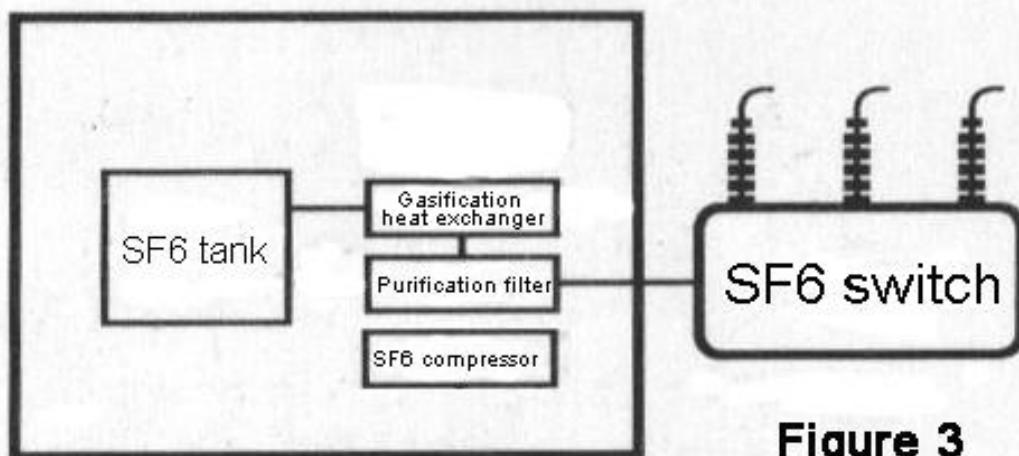 Gasification
heat exchanger
SF6 tank
Purification filter
SF6 switch
SF6 compressor
Figure 3